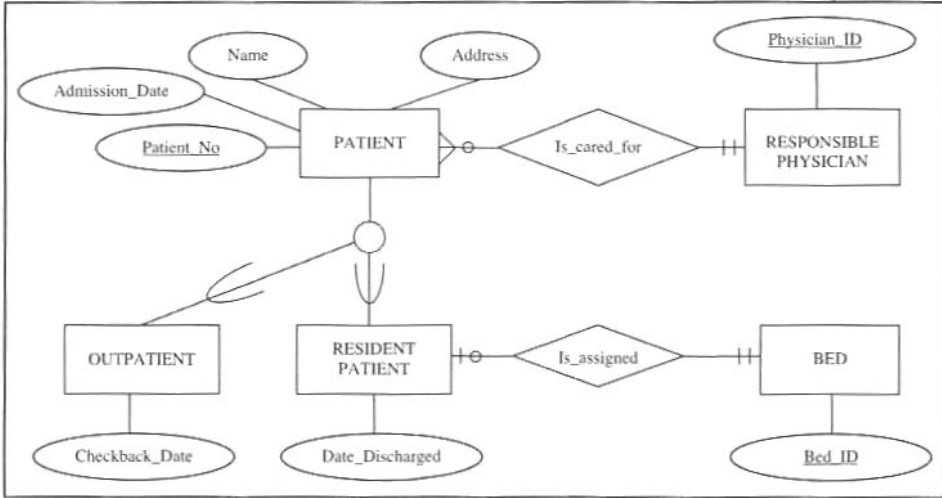 Physician_ID
Name
Address
Admission_Date
Patient_No
PATIENT
Is_cared_for
RESPONSIBLE
PHYSICIAN
OUTPATIENT
RESIDENT
PATIENT
Is_assigned
BED
Checkback_Date
Date_Discharged
Bed_ID